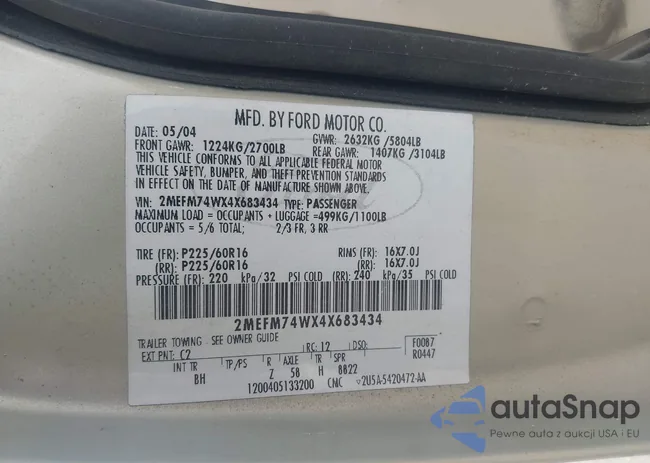 MFD. BY FORD MOTOR CO.
DATE: 05/04 GVWR: 2632KG /5804LB
FRONT GAWR: 1224KG/2700LB REAR GAWR: 1407KG /3104LB
THIS VEHICLE CONFORMS TO ALL APPLICABLE FEDERAL MOTOR
VEHICLE SAFETY, BUMPER, AND THEFT PREVENTION STANDARDS
IN EFFECT ON THE DATE OF MANUFACTURE SHOWN ABOVE.
VIN: 2MEFM74WX4X683434 TYPE: PASSENGER
MAXIMUM LOAD = OCCUPANTS + LUGGAGE =499KG/1100LB
OCCUPANTS = 5/6 TOTAL; 2/3 FR, 3 RR
TIRE (FR): P225/60R16 RINS (FR): 16X7.0J
(RR): P225/60R16 (RR): 16X7.0J
PRESSURE (FR): 220 kPa/32 PSI COLD (RR): 240 kPa/35 PSI COLD
2MEFM74WX4X683434
TRAILER TOWING - SEE OWNER GUIDE
EXT PNT: C2 RC: 12 DSO: F0087
R0447
INT TR TP/PS R AXLE TR SPR
BH Z 58 H 8822
1200405133200 CMC 2U5A-5420472-AA
autaSnap
Pewne auta z aukcji USA i EU